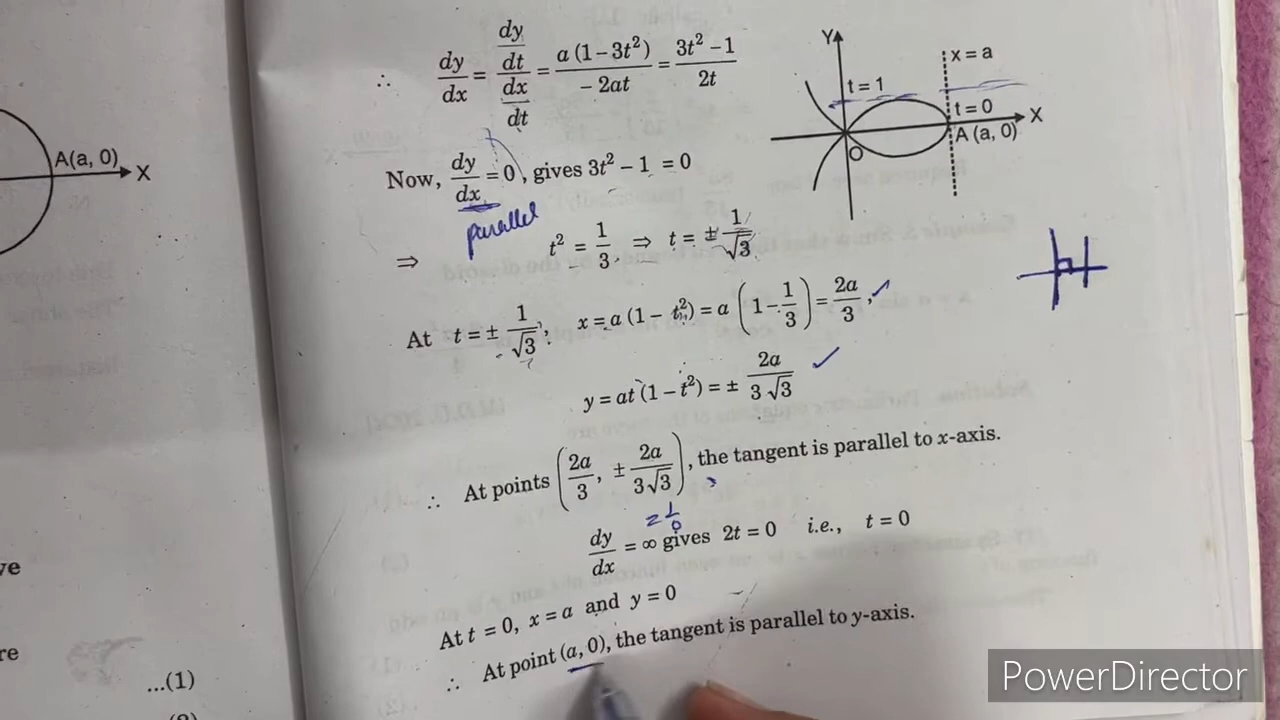 ∴ dy/dx = (dy/dt)/(dx/dt) = a (1 – 3t²)/– 2at = 3t² – 1/2t
Now, dy/dx = 0, gives 3t² – 1 = 0
parallel
⇒ t² = 1/3 ⇒ t = ± 1/√3
At t = ± 1/√3, x = a (1 – t²) = a (1 – 1/3) = 2a/3,
y = at (1 – t²) = ± 2a/3√3
∴ At points (2a/3, ± 2a/3√3), the tangent is parallel to x-axis.
= 1/0
dy/dx = ∞ gives 2t = 0 i.e., t = 0
At t = 0, x = a and y = 0
∴ At point (a, 0), the tangent is parallel to y-axis.
Y
x = a
t = 1
t = 0
X
A (a, 0)
O
A(a, 0)
X
ve
re
...(1)
PowerDirector